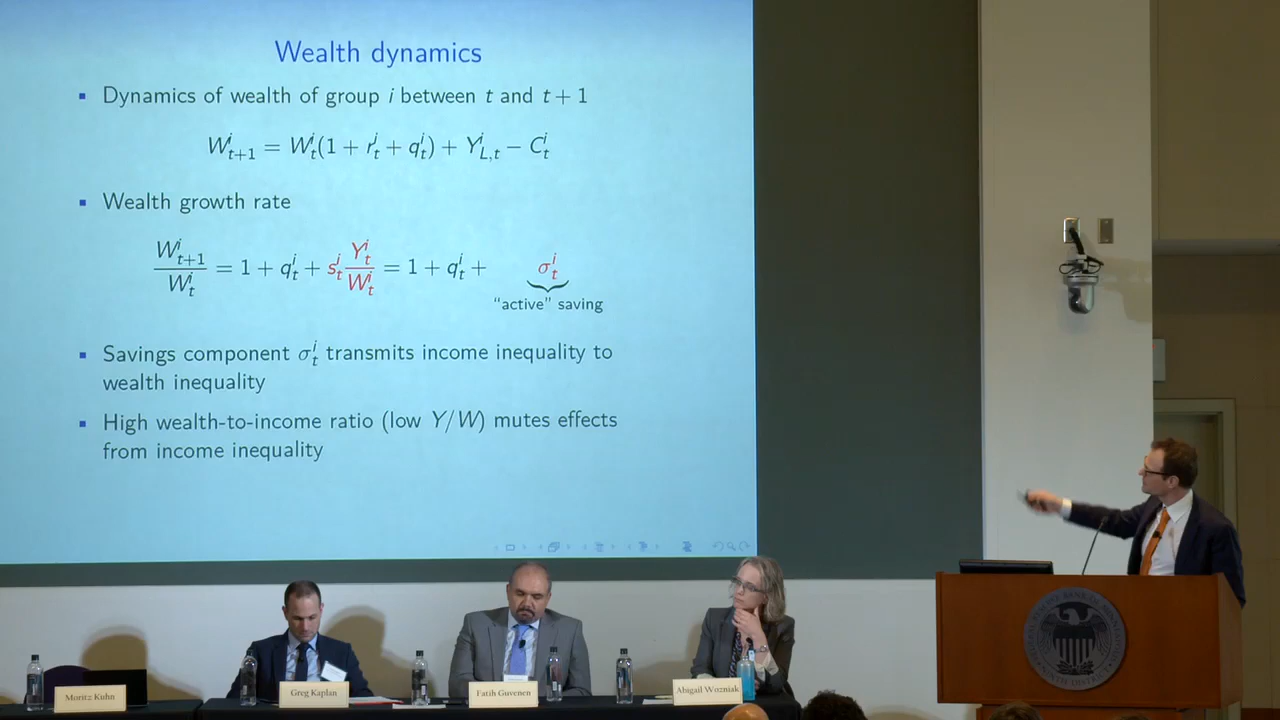 Wealth dynamics
Dynamics of wealth of group i between t and t + 1
W^i_{t+1} = W^i_t(1 + r^i_t + q^i_t) + Y^i_{L,t} − C^i_t
Wealth growth rate
W^i_{t+1} / W^i_t = 1 + q^i_t + s^i_t Y^i_t / W^i_t = 1 + q^i_t + σ^i_t
"active" saving
Savings component σ^i_t transmits income inequality to
wealth inequality
High wealth-to-income ratio (low Y/W) mutes effects
from income inequality
Moritz Kuhn
Greg Kaplan
Fatih Guvenen
Abigail Wozniak